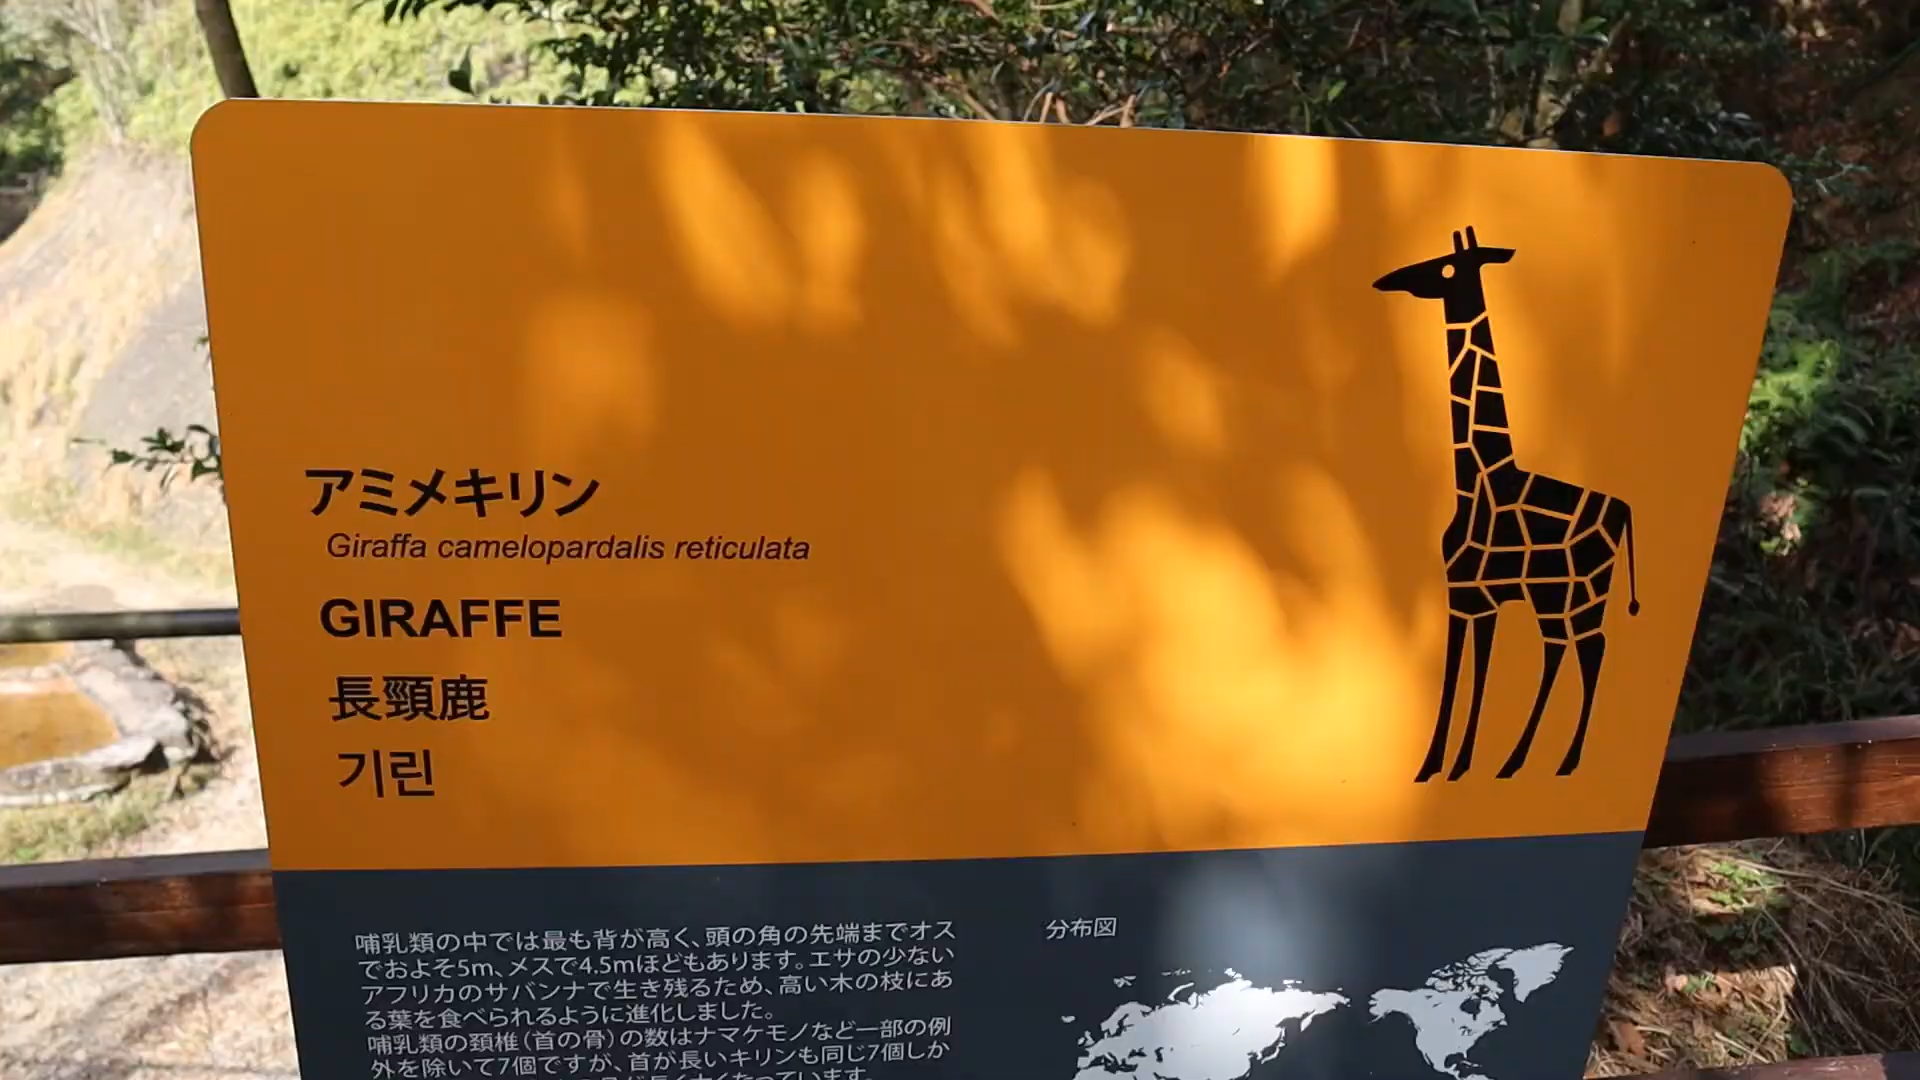 アミメキリン
Giraffa camelopardalis reticulata
GIRAFFE
長頸鹿
기린
哺乳類の中では最も背が高く、頭の角の先端までオス
でおよそ5m、メスで4.5mほどもあります。エサの少ない
アフリカのサバンナで生き残るため、高い木の枝にあ
る葉を食べられるように進化しました。
哺乳類の頚椎(首の骨)の数はナマケモノなど一部の例
外を除いて7個ですが、首が長いキリンも同じ7個しか
分布図